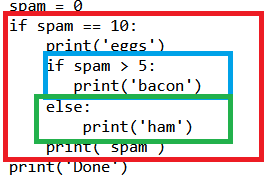 spam = 0
if spam == 10:
    print('eggs')
    if spam > 5:
        print('bacon')
    else:
        print('ham')
    print('spam')
print('Done')